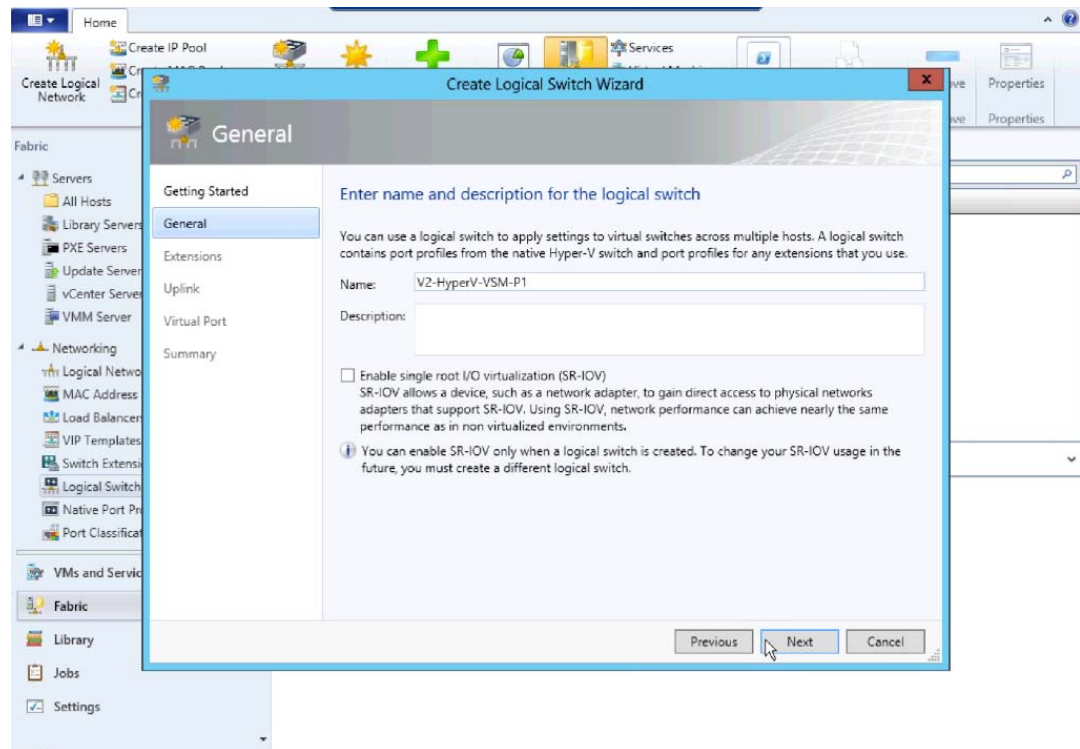 Home
Create IP Pool
Services
Create Logical
Network
Properties
Properties
Create Logical Switch Wizard
x
General
Fabric
Servers
All Hosts
Library Servers
PXE Servers
Update Server
vCenter Server
VMM Server
Networking
Logical Netwo
MAC Address
Load Balancer
VIP Templates
Switch Extensi
Logical Switch
Native Port Pr
Port Classificat
VMs and Servic
Fabric
Library
Jobs
Settings
Getting Started
General
Extensions
Uplink
Virtual Port
Summary
Enter name and description for the logical switch
You can use a logical switch to apply settings to virtual switches across multiple hosts. A logical switch
contains port profiles from the native Hyper-V switch and port profiles for any extensions that you use.
Name: V2-HyperV-VSM-P1
Description:
Enable single root I/O virtualization (SR-IOV)
SR-IOV allows a device, such as a network adapter, to gain direct access to physical networks
adapters that support SR-IOV. Using SR-IOV, network performance can achieve nearly the same
performance as in non virtualized environments.
You can enable SR-IOV only when a logical switch is created. To change your SR-IOV usage in the
future, you must create a different logical switch.
Previous
Next
Cancel